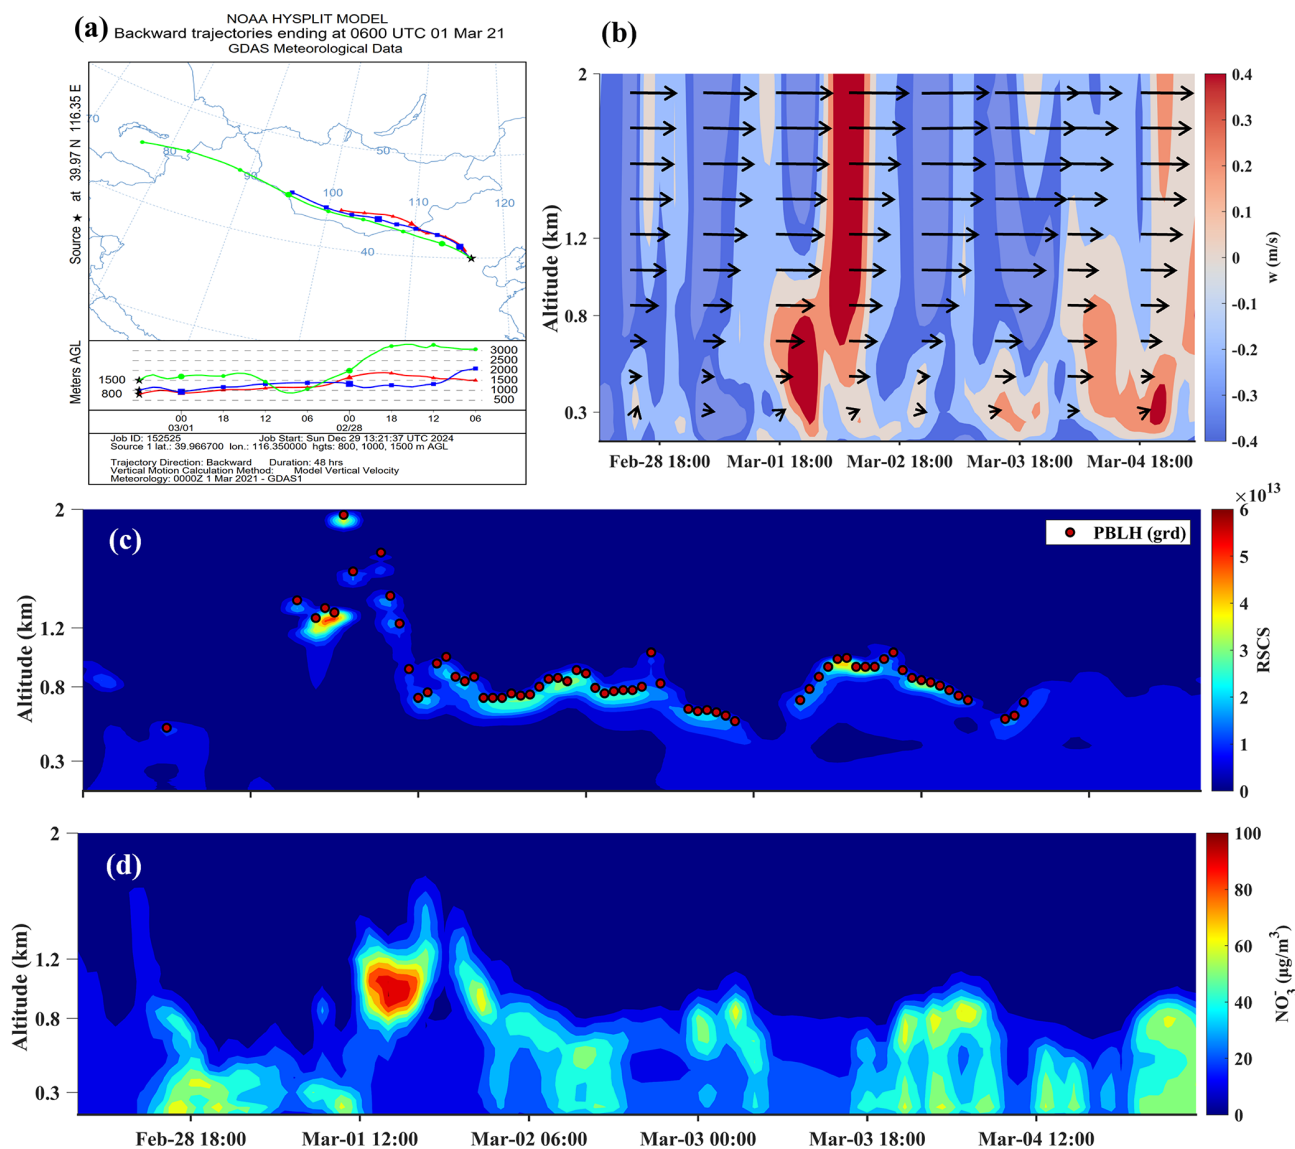 (a)
NOAA HYSPLIT MODEL
Backward trajectories ending at 0600 UTC 01 Mar 21
GDAS Meteorological Data
Source ★ at 39.97 N 116.35 E
70
80
90
100
110
120
50
40
Meters AGL
1500
800
3000
2500
2000
1500
1000
500
00 18 12 06 00 18 12 06
03/01 02/28
Job ID: 152525 Job Start: Sun Dec 29 13:21:37 UTC 2024
Source 1 lat.: 39.966700 lon.: 116.350000 hgts: 800, 1000, 1500 m AGL
Trajectory Direction: Backward Duration: 48 hrs
Vertical Motion Calculation Method: Model Vertical Velocity
Meteorology: 0000Z 1 Mar 2021 - GDAS1
(b)
Altitude (km)
2
1.2
0.8
0.3
Feb-28 18:00 Mar-01 18:00 Mar-02 18:00 Mar-03 18:00 Mar-04 18:00
0.4
0.3
0.2
0.1
0
-0.1
-0.2
-0.3
-0.4
w (m/s)
(c)
Altitude (km)
2
1.2
0.8
0.3
PBLH (grd)
×10¹³
6
5
4
3
2
1
0
RSCS
(d)
Altitude (km)
2
1.2
0.8
0.3
Feb-28 18:00 Mar-01 12:00 Mar-02 06:00 Mar-03 00:00 Mar-03 18:00 Mar-04 12:00
100
80
60
40
20
0
NO₃⁻ (μg/m³)